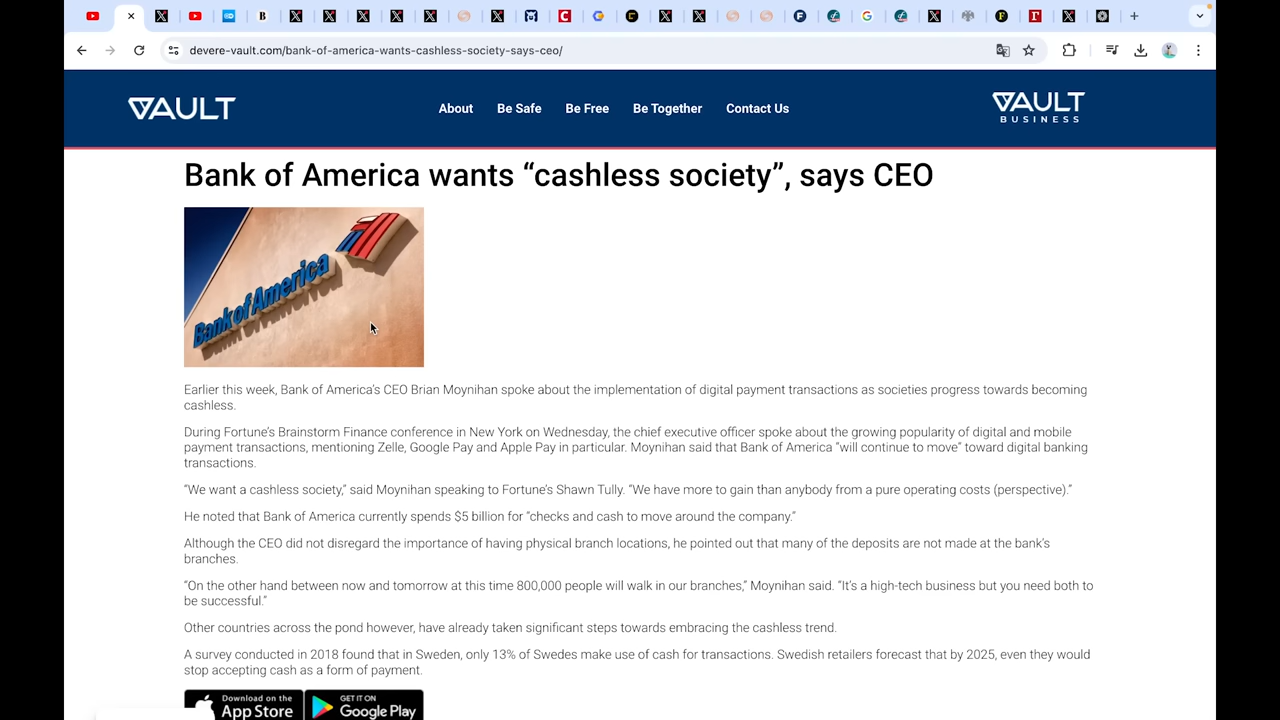 devere-vault.com/bank-of-america-wants-cashless-society-says-ceo/
VAULT
About Be Safe Be Free Be Together Contact Us
VAULT
BUSINESS
Bank of America wants “cashless society”, says CEO
Bank of America
Earlier this week, Bank of America’s CEO Brian Moynihan spoke about the implementation of digital payment transactions as societies progress towards becoming
cashless.
During Fortune’s Brainstorm Finance conference in New York on Wednesday, the chief executive officer spoke about the growing popularity of digital and mobile
payment transactions, mentioning Zelle, Google Pay and Apple Pay in particular. Moynihan said that Bank of America “will continue to move” toward digital banking
transactions.
“We want a cashless society,” said Moynihan speaking to Fortune’s Shawn Tully. “We have more to gain than anybody from a pure operating costs (perspective).”
He noted that Bank of America currently spends $5 billion for “checks and cash to move around the company.”
Although the CEO did not disregard the importance of having physical branch locations, he pointed out that many of the deposits are not made at the bank’s
branches.
“On the other hand between now and tomorrow at this time 800,000 people will walk in our branches,” Moynihan said. “It’s a high-tech business but you need both to
be successful.”
Other countries across the pond however, have already taken significant steps towards embracing the cashless trend.
A survey conducted in 2018 found that in Sweden, only 13% of Swedes make use of cash for transactions. Swedish retailers forecast that by 2025, even they would
stop accepting cash as a form of payment.
Download on the GET IT ON
App Store Google Play